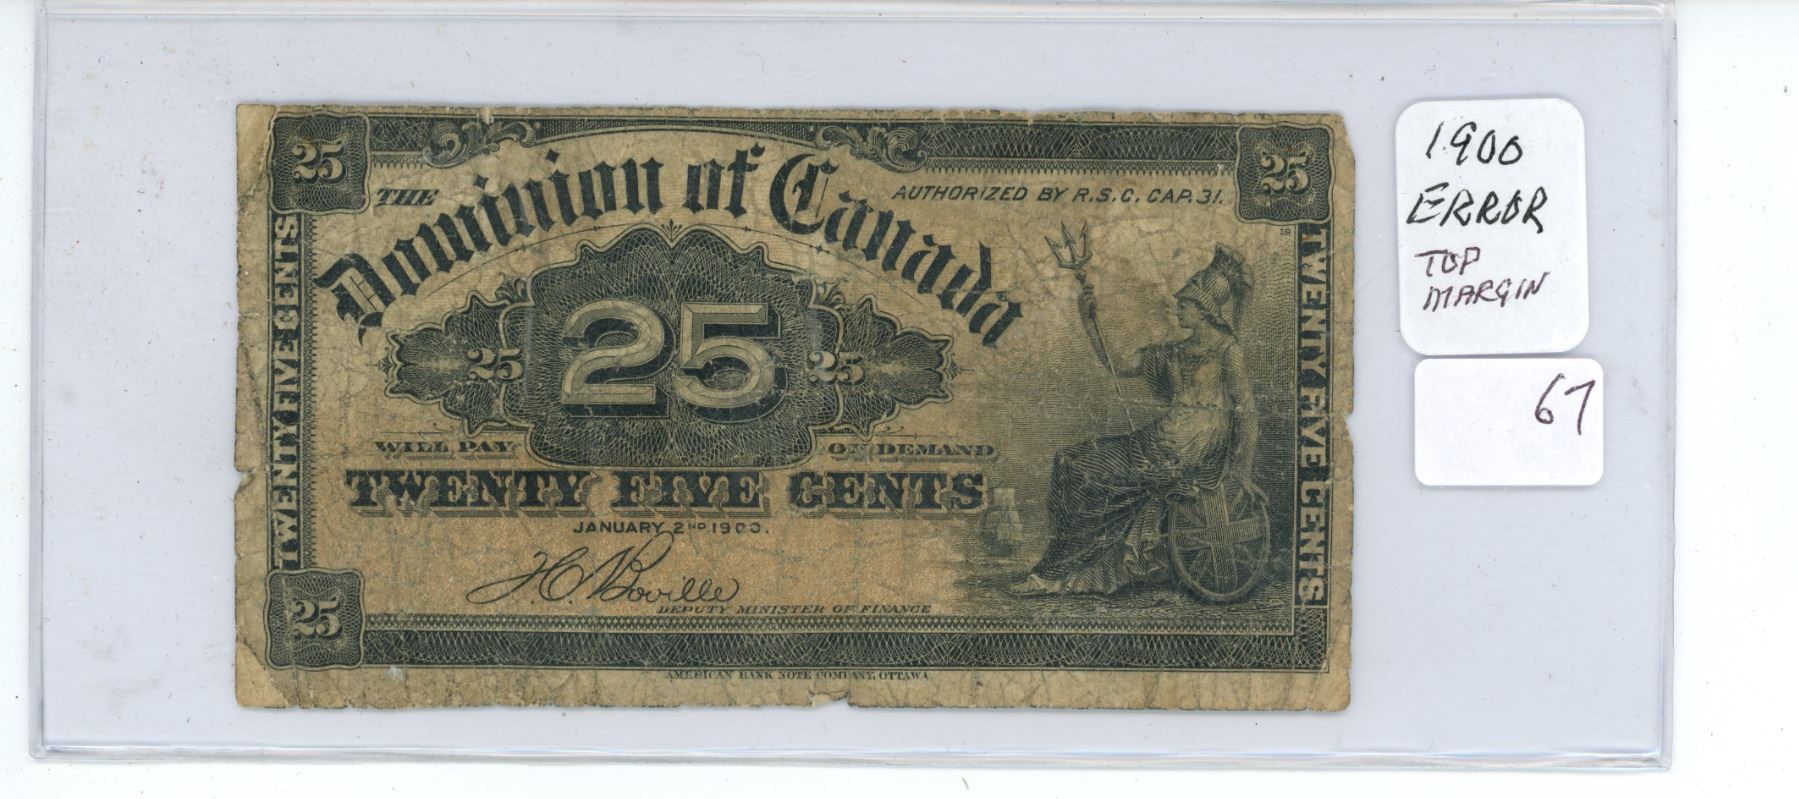 25
25
THE Dominion of Canada
AUTHORIZED BY R.S.C. CAP. 31.
19
TWENTY FIVE CENTS
TWENTY FIVE CENTS
25 25 25
WILL PAY ON DEMAND
TWENTY FIVE CENTS
JANUARY 2ND. 1900.
J.C. Boville
DEPUTY MINISTER OF FINANCE
25
AMERICAN BANK NOTE COMPANY, OTTAWA.
1900
ERROR
TOP
MARGIN
67